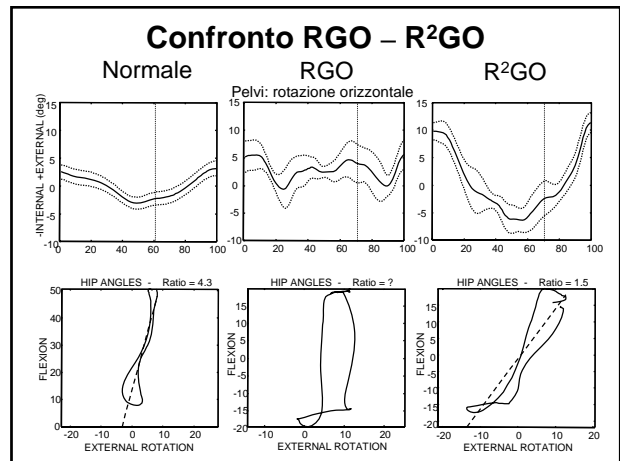 Confronto RGO – R²GO
Normale RGO R²GO
Pelvi: rotazione orizzontale
-INTERNAL +EXTERNAL (deg)
15 15 15
10 10 10
5 5 5
0 0 0
-5 -5 -5
-10 -10 -10
0 20 40 60 80 100 0 20 40 60 80 100 0 20 40 60 80 100
HIP ANGLES - Ratio = 4.3 HIP ANGLES - Ratio = ? HIP ANGLES - Ratio = 1.5
FLEXION
50
40
30
20
10
0
-20 -10 0 10 20
EXTERNAL ROTATION
FLEXION
15
10
5
0
-5
-10
-15
-20
-10 0 10 20
EXTERNAL ROTATION
FLEXION
15
10
5
0
-5
-10
-15
-20
-20 -10 0 10 20
EXTERNAL ROTATION